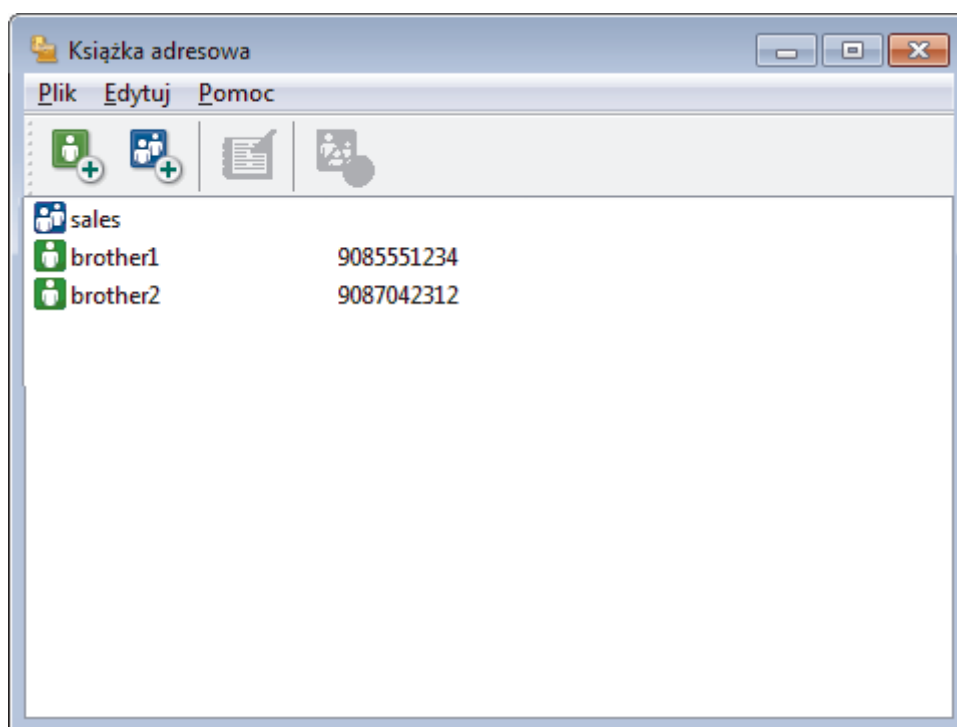 Książka adresowa
Plik Edytuj Pomoc
sales
brother1 9085551234
brother2 9087042312